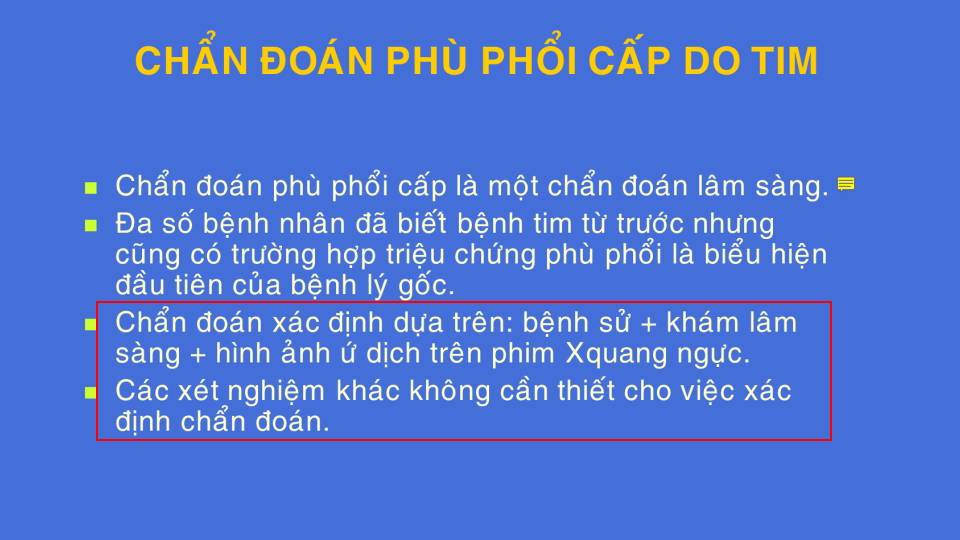 CHẨN ĐOÁN PHÙ PHỔI CẤP DO TIM
Chẩn đoán phù phổi cấp là một chẩn đoán lâm sàng.
Đa số bệnh nhân đã biết bệnh tim từ trước nhưng
cũng có trường hợp triệu chứng phù phổi là biểu hiện
đầu tiên của bệnh lý gốc.
Chẩn đoán xác định dựa trên: bệnh sử + khám lâm
sàng + hình ảnh ứ dịch trên phim Xquang ngực.
Các xét nghiệm khác không cần thiết cho việc xác
định chẩn đoán.